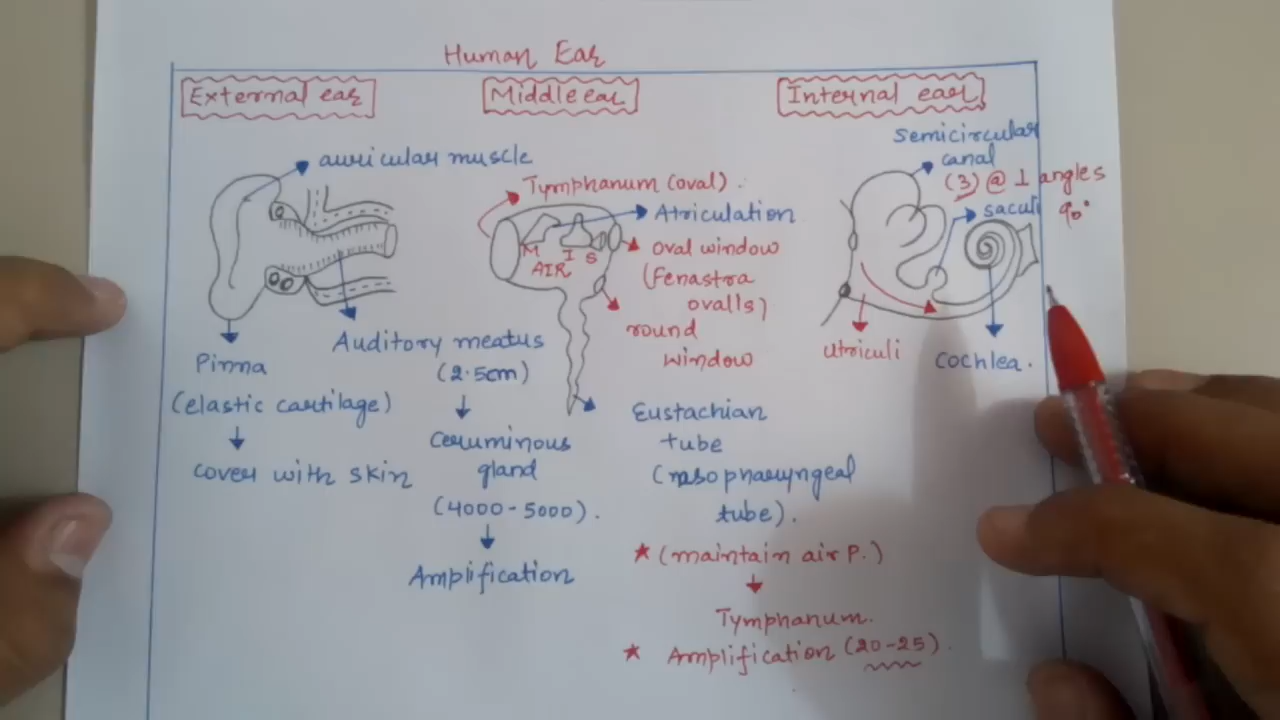 Human Ear
External ear
Middle ear
Internal ear
auricular muscle
Pinna
(elastic cartilage)
cover with skin
Auditory meatus
(2.5cm)
Ceruminous
gland
(4000-5000).
Amplification
Tymphanum (oval).
Atriculation
M I S
AIR
oval window
(Fenastra
ovalls)
round
window
Eustachian
tube
(nasopharyngeal
tube).
★ (maintain air P.)
Tymphanum.
★ Amplification (20-25).
Semicircular
canal
(3) @ ⊥ angles
saculi 90°
Utriculi
Cochlea.